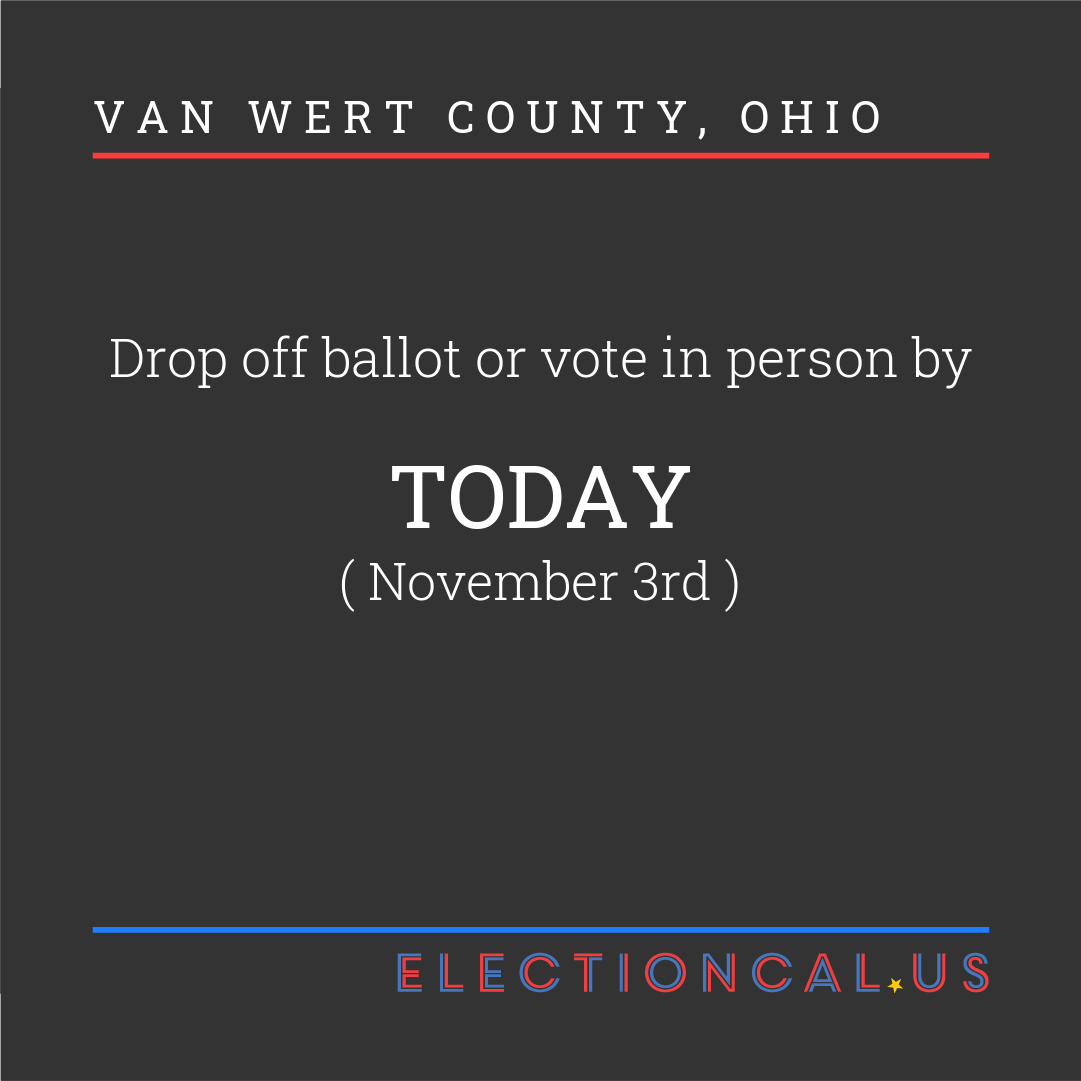 VAN WERT COUNTY, OHIO
Drop off ballot or vote in person by
TODAY
( November 3rd )
ELECTIONCAL.US